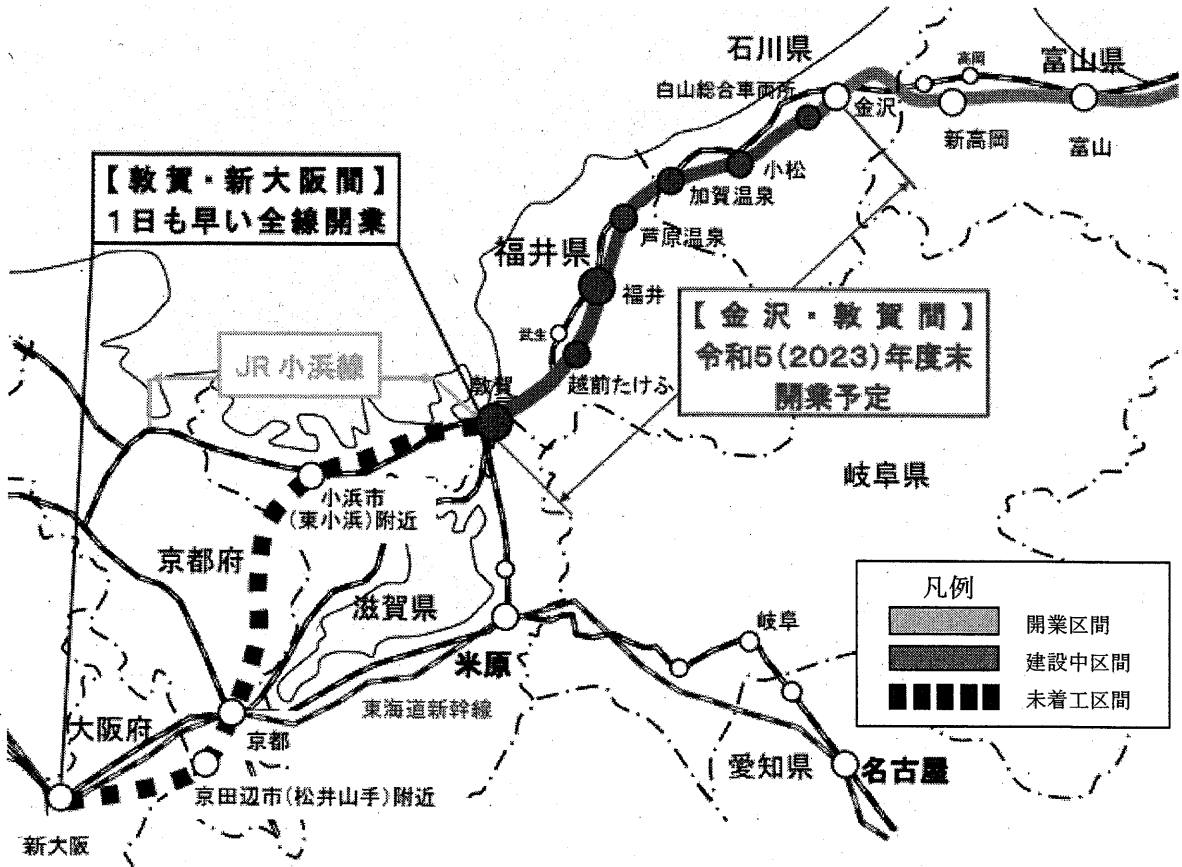 石川県
富山県
高岡
白山総合車両所
金沢
新高岡
富山
小松
加賀温泉
芦原温泉
【敦賀・新大阪間】
1日も早い全線開業
福井県
福井
武生
越前たけふ
【金沢・敦賀間】
令和5(2023)年度末
開業予定
JR小浜線
敦賀
岐阜県
小浜市
(東小浜)附近
京都府
滋賀県
米原
岐阜
東海道新幹線
大阪府
京都
京田辺市(松井山手)附近
新大阪
愛知県
名古屋
凡例
開業区間
建設中区間
未着工区間